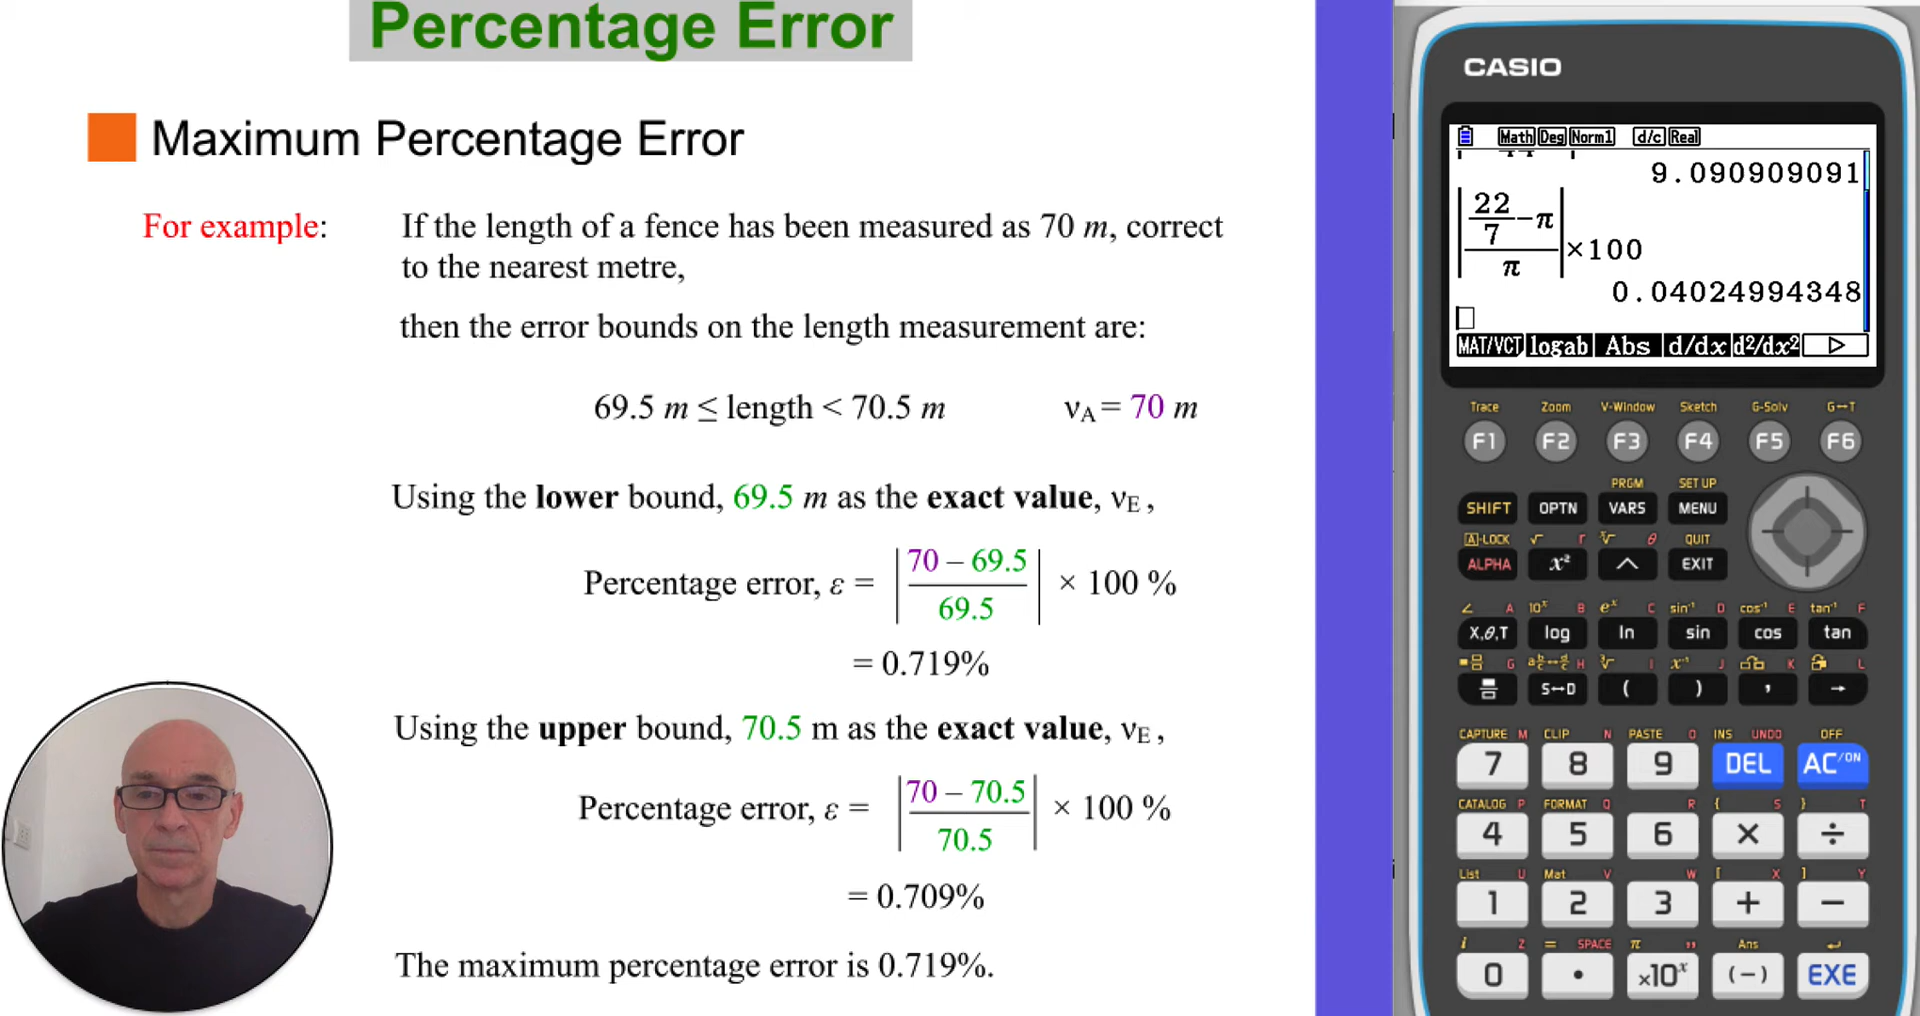 Percentage Error
Maximum Percentage Error
For example: If the length of a fence has been measured as 70 m, correct
to the nearest metre,
then the error bounds on the length measurement are:
69.5 m ≤ length < 70.5 m νA = 70 m
Using the lower bound, 69.5 m as the exact value, νE ,
Percentage error, ε = | (70 – 69.5)/69.5 | × 100 %
= 0.719%
Using the upper bound, 70.5 m as the exact value, νE ,
Percentage error, ε = | (70 – 70.5)/70.5 | × 100 %
= 0.709%
The maximum percentage error is 0.719%.
CASIO
Math Deg Norm1 d/c Real
9.090909091
| (22/7 − π)/π | ×100
0.04024994348
MAT/VCT logab Abs d/dx d²/dx² ▷
Trace Zoom V-Window Sketch G-Solv G↔T
F1 F2 F3 F4 F5 F6
PRGM SET UP
SHIFT OPTN VARS MENU
A-LOCK √ r θ QUIT
ALPHA x² ^ EXIT
∠ A 10ˣ B eˣ C sin⁻¹ D cos⁻¹ E tan⁻¹ F
X,θ,T log ln sin cos tan
G H ³√ I x⁻¹ J K L
S↔D ( ) , →
CAPTURE M CLIP N PASTE O INS UNDO OFF
7 8 9 DEL AC/ON
CATALOG P FORMAT Q R { S } T
4 5 6 × ÷
List U Mat V W [ X ] Y
1 2 3 + −
i Z = SPACE π " Ans ↵
0 • ×10ˣ (−) EXE